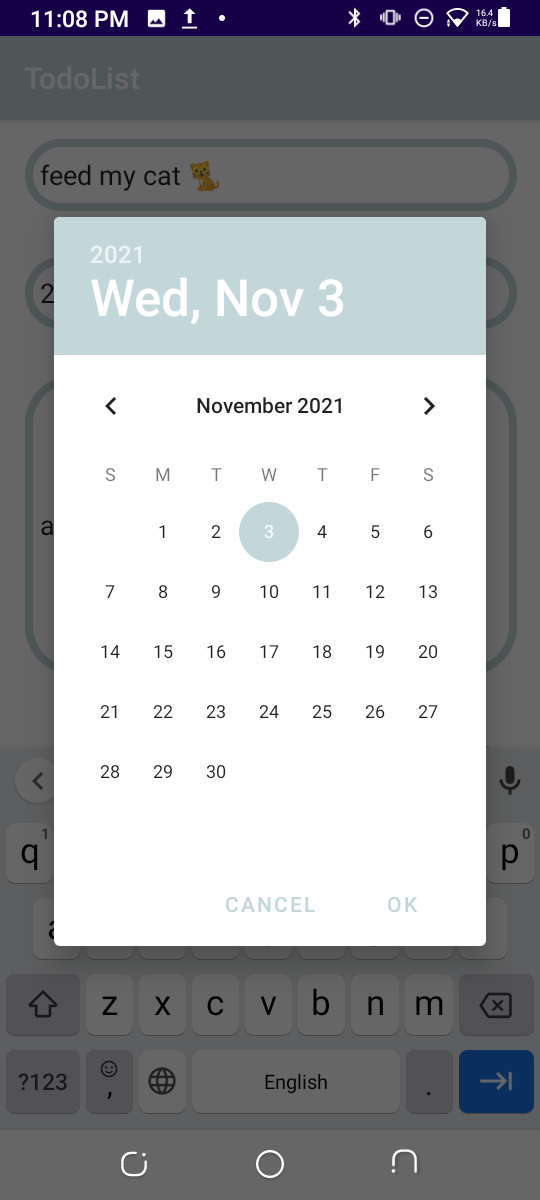 11:08 PM
16.4
KB/s
TodoList
feed my cat 🐈
2
2021
Wed, Nov 3
November 2021
S M T W T F S
1 2 3 4 5 6
7 8 9 10 11 12 13
14 15 16 17 18 19 20
21 22 23 24 25 26 27
28 29 30
a
CANCEL OK
q 1 p 0
z x c v b n m
?123 , English .